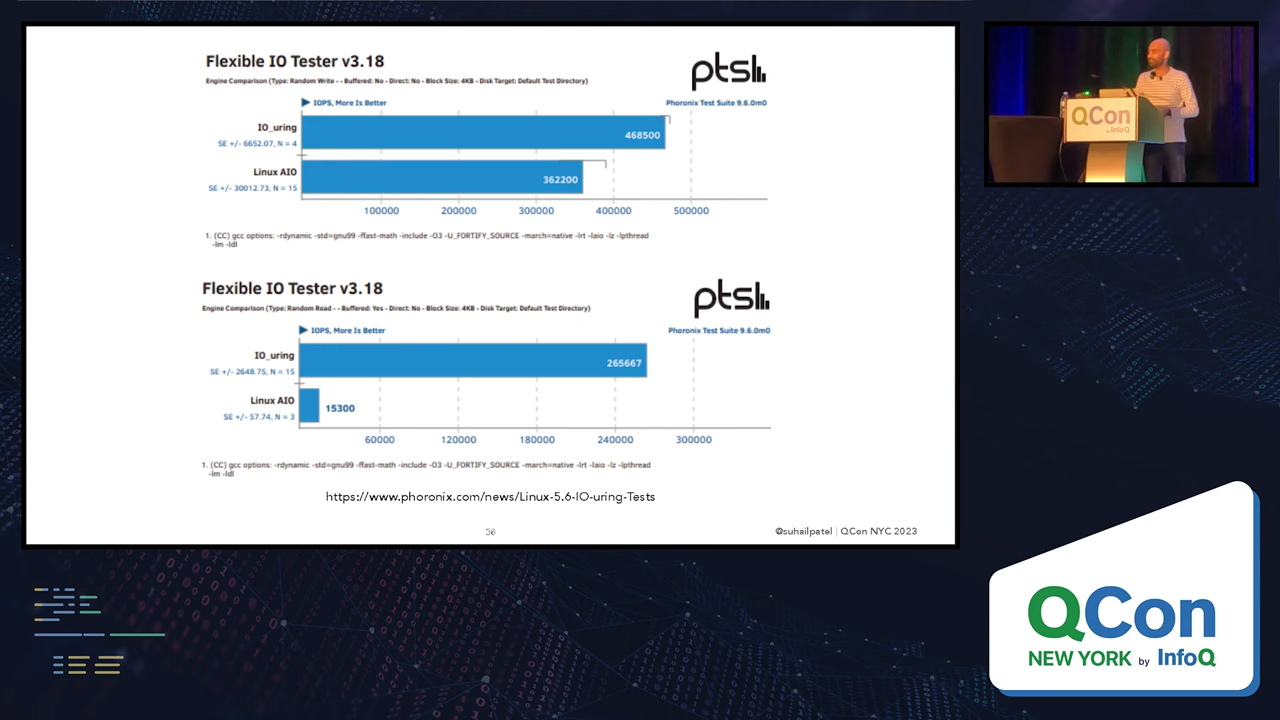 Flexible IO Tester v3.18
ptsl
Engine Comparison (Type: Random Write - - Buffered: No - Direct: No - Block Size: 4KB - Disk Target: Default Test Directory)
IOPS, More Is Better
Phoronix Test Suite 9.6.0m0
IO_uring
468500
SE +/- 6652.07, N = 4
Linux AIO
362200
SE +/- 30012.73, N = 15
100000 200000 300000 400000 500000
1. (CC) gcc options: -rdynamic -std=gnu99 -ffast-math -include -O3 -U_FORTIFY_SOURCE -march=native -lrt -laio -lz -lpthread
-lm -ldl
Flexible IO Tester v3.18
ptsl
Engine Comparison (Type: Random Read - - Buffered: Yes - Direct: No - Block Size: 4KB - Disk Target: Default Test Directory)
IOPS, More Is Better
Phoronix Test Suite 9.6.0m0
IO_uring
265667
SE +/- 2648.75, N = 15
Linux AIO
15300
SE +/- 57.74, N = 3
60000 120000 180000 240000 300000
1. (CC) gcc options: -rdynamic -std=gnu99 -ffast-math -include -O3 -U_FORTIFY_SOURCE -march=native -lrt -laio -lz -lpthread
-lm -ldl
https://www.phoronix.com/news/Linux-5.6-IO-uring-Tests
36
@suhailpatel | QCon NYC 2023
QCon
by InfoQ
QCon
NEW YORK by InfoQ